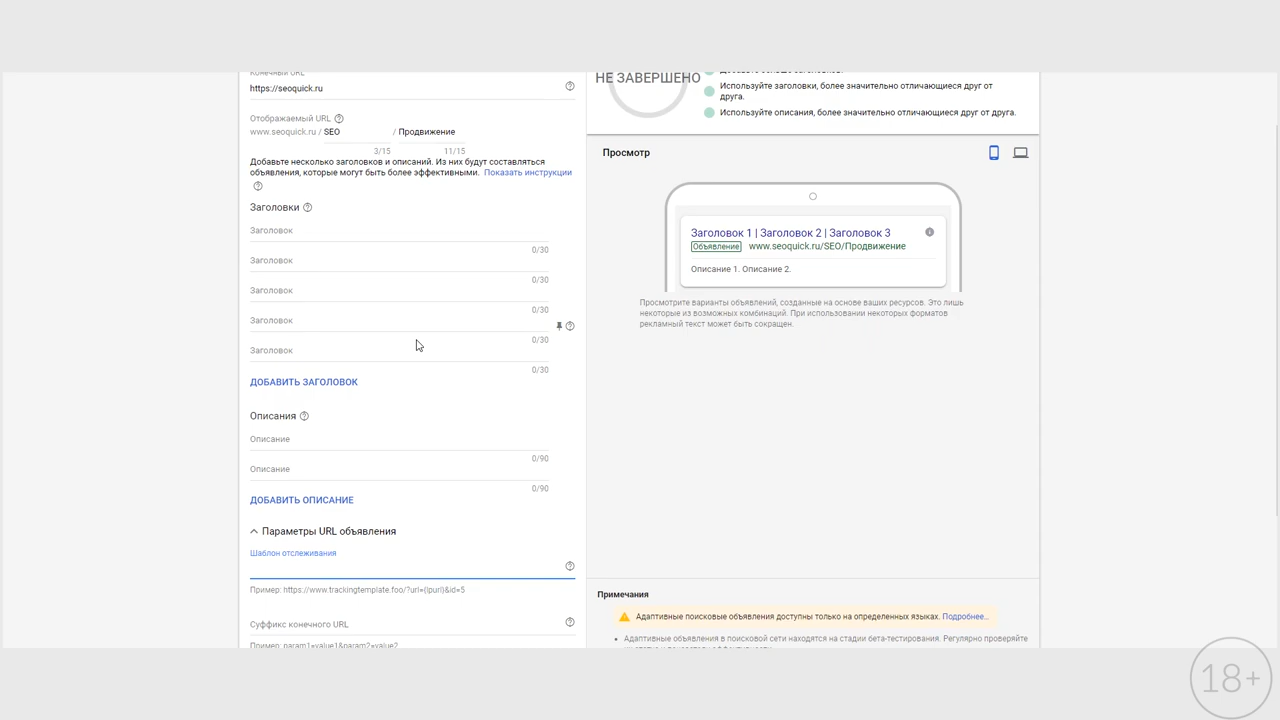 Конечный URL
https://seoquick.ru
Отображаемый URL
www.seoquick.ru / SEO / Продвижение
3/15 11/15
Добавьте несколько заголовков и описаний. Из них будут составляться
объявления, которые могут быть более эффективными. Показать инструкции
Заголовки
Заголовок
0/30
Заголовок
0/30
Заголовок
0/30
Заголовок
0/30
Заголовок
0/30
ДОБАВИТЬ ЗАГОЛОВОК
Описания
Описание
0/90
Описание
0/90
ДОБАВИТЬ ОПИСАНИЕ
Параметры URL объявления
Шаблон отслеживания
Пример: https://www.trackingtemplate.foo/?url={lpurl}&id=5
Суффикс конечного URL
Пример: param1=value1&param2=value2
НЕ ЗАВЕРШЕНО
Используйте заголовки, более значительно отличающиеся друг от
друга.
Используйте описания, более значительно отличающиеся друг от друга.
Просмотр
Заголовок 1 | Заголовок 2 | Заголовок 3
Объявление www.seoquick.ru/SEO/Продвижение
Описание 1. Описание 2.
Просмотрите варианты объявлений, созданные на основе ваших ресурсов. Это лишь
некоторые из возможных комбинаций. При использовании некоторых форматов
рекламный текст может быть сокращен.
Примечания
Адаптивные поисковые объявления доступны только на определенных языках. Подробнее...
Адаптивные объявления в поисковой сети находятся на стадии бета-тестирования. Регулярно проверяйте
18+